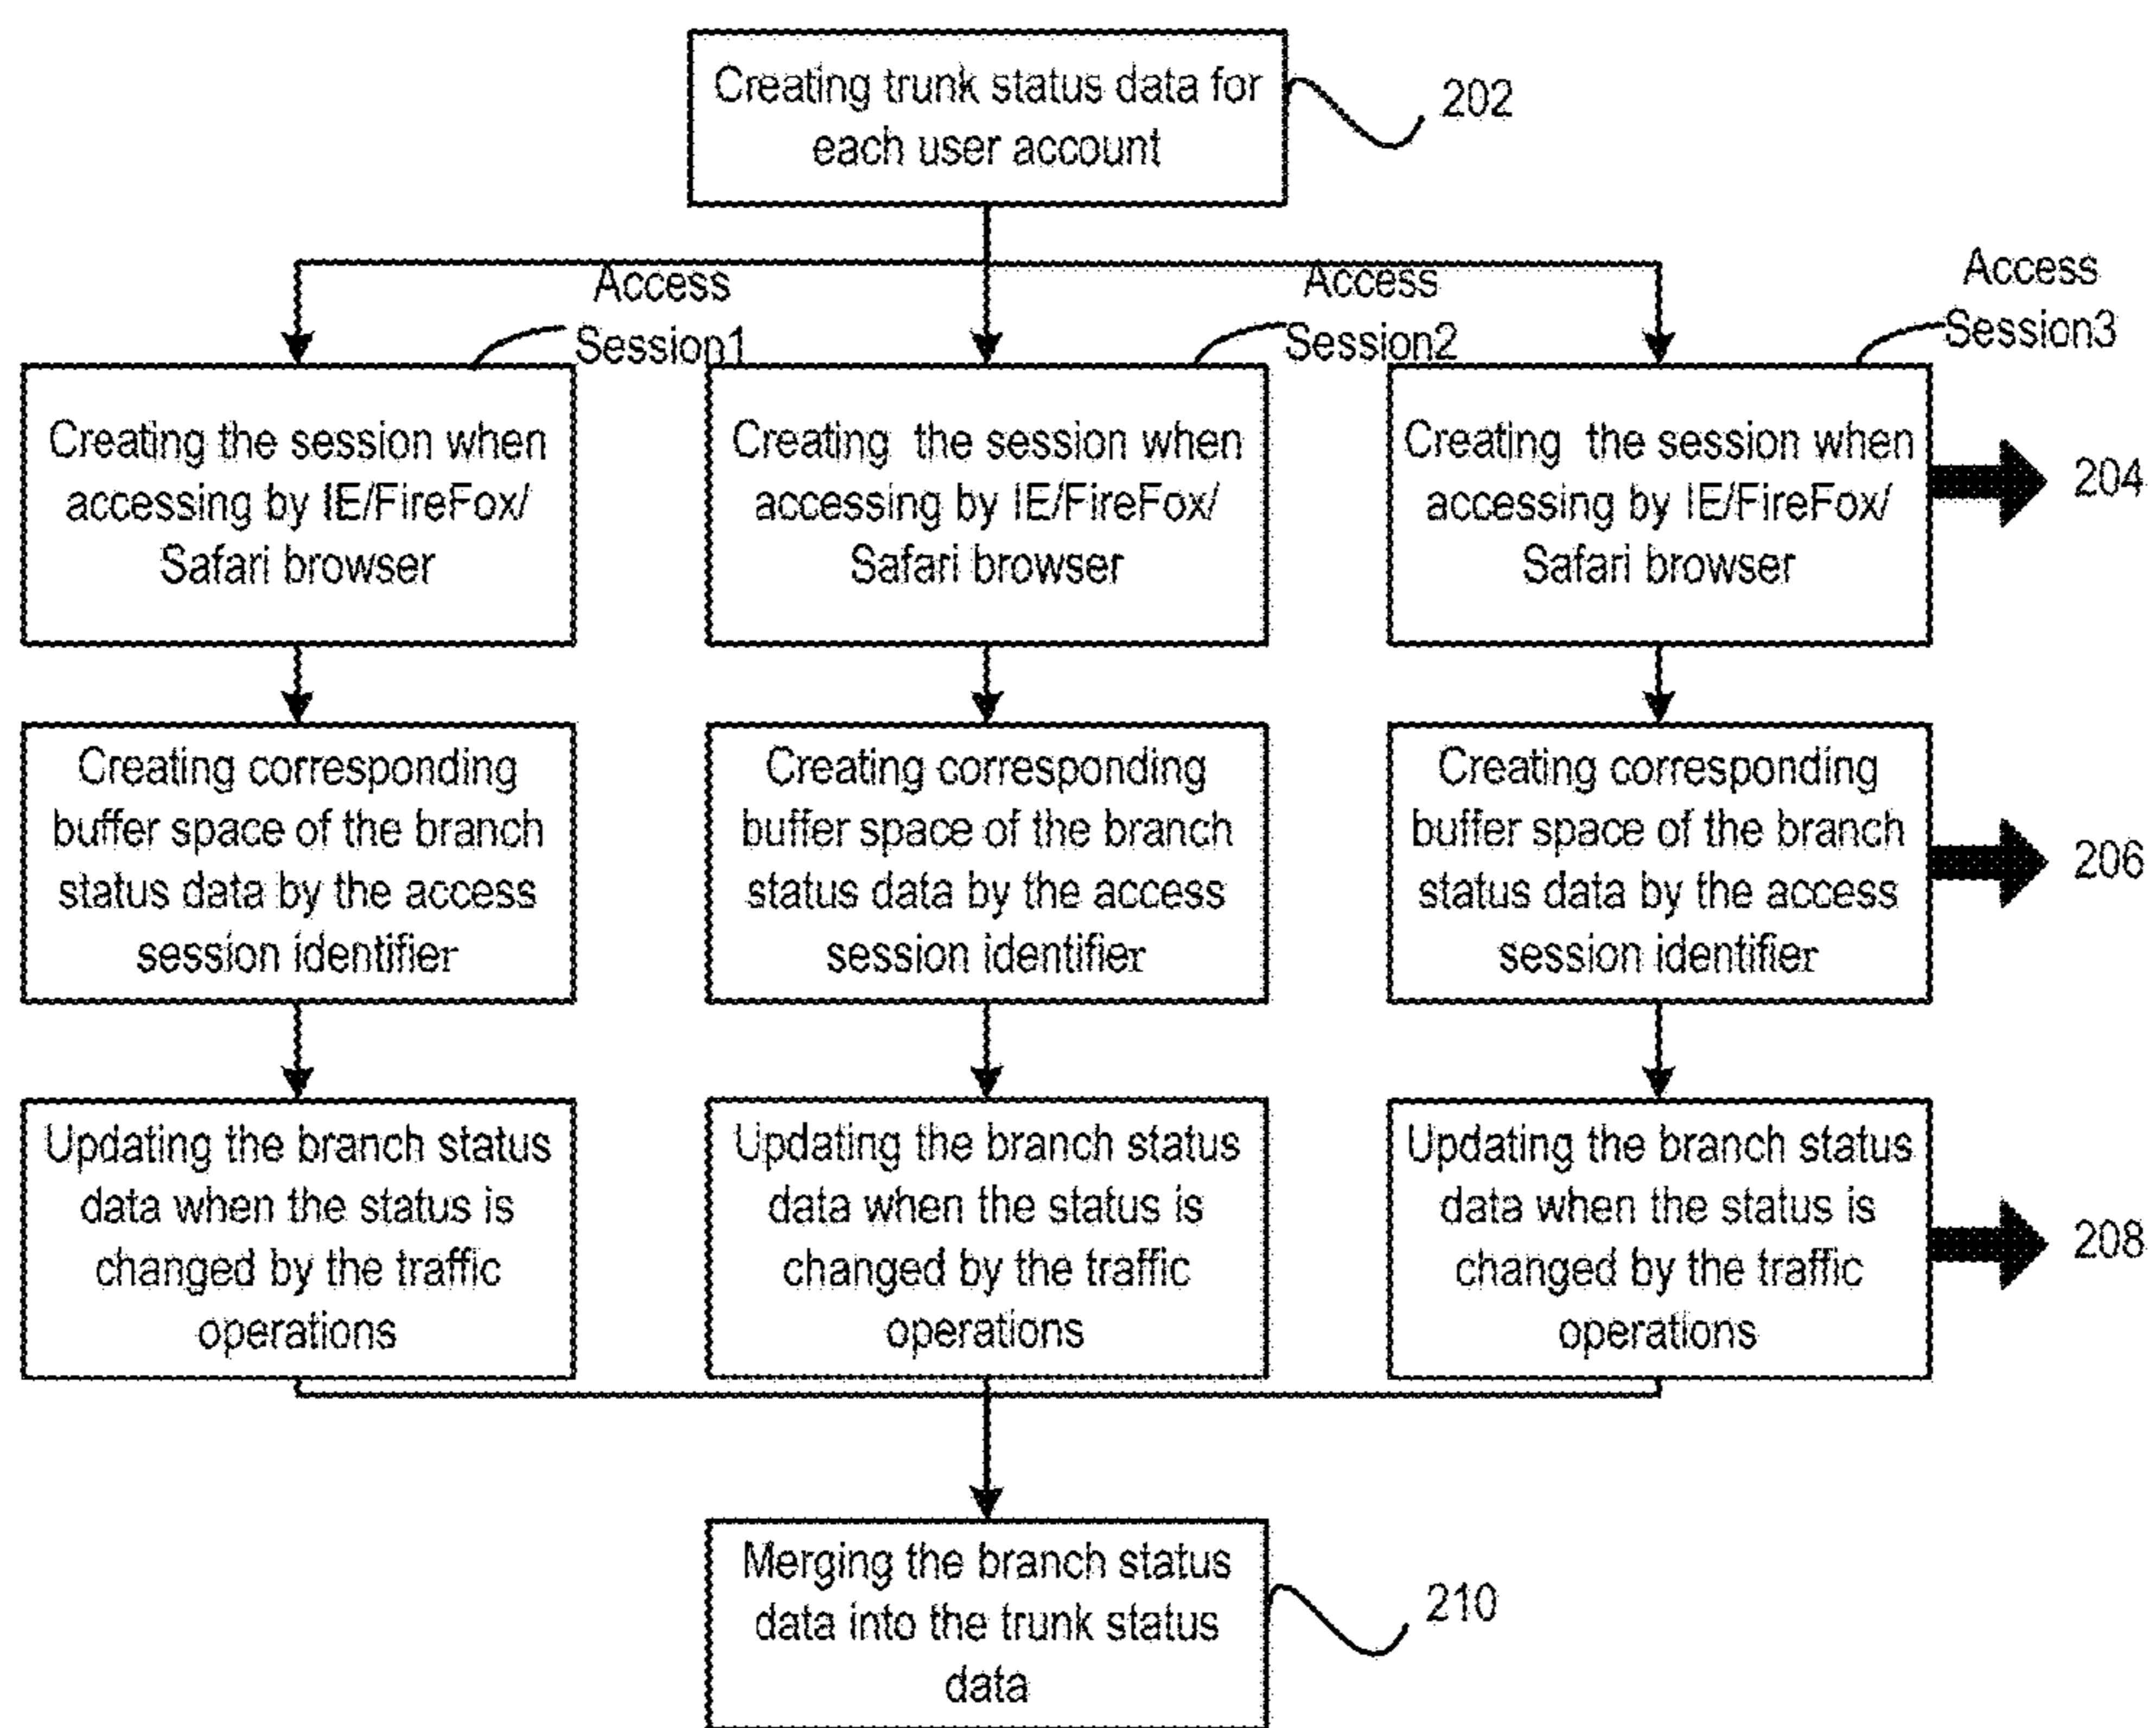 Creating trunk status data for
each user account
202
Access
Session1
Access
Session2
Access
Session3
Creating the session when
accessing by IE/FireFox/
Safari browser
Creating the session when
accessing by IE/FireFox/
Safari browser
Creating the session when
accessing by IE/FireFox/
Safari browser
204
Creating corresponding
buffer space of the branch
status data by the access
session identifier
Creating corresponding
buffer space of the branch
status data by the access
session identifier
Creating corresponding
buffer space of the branch
status data by the access
session identifier
206
Updating the branch status
data when the status is
changed by the traffic
operations
Updating the branch status
data when the status is
changed by the traffic
operations
Updating the branch status
data when the status is
changed by the traffic
operations
208
Merging the branch status
data into the trunk status
data
210